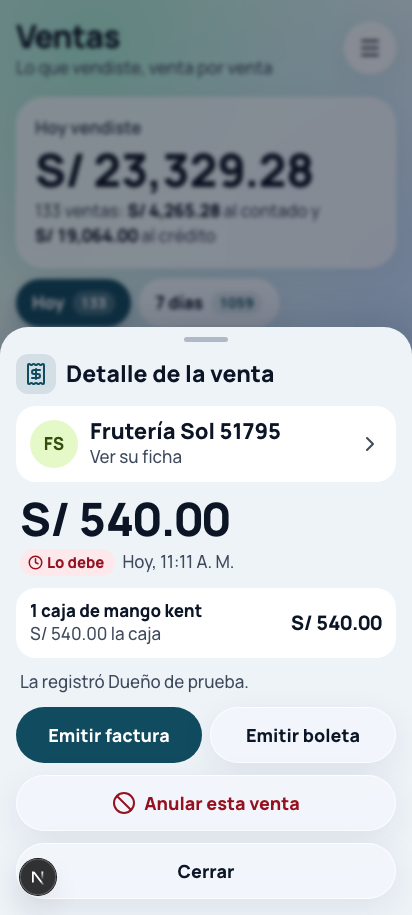 Ventas
Lo que vendiste, venta por venta
Hoy vendiste
S/ 23,329.28
133 ventas: S/ 4,265.28 al contado y
S/ 19,064.00 al crédito
Hoy 133 7 días 1059
Detalle de la venta
FS
Frutería Sol 51795
Ver su ficha
S/ 540.00
Lo debe Hoy, 11:11 A. M.
1 caja de mango kent
S/ 540.00 la caja
S/ 540.00
La registró Dueño de prueba.
Emitir factura Emitir boleta
Anular esta venta
N Cerrar